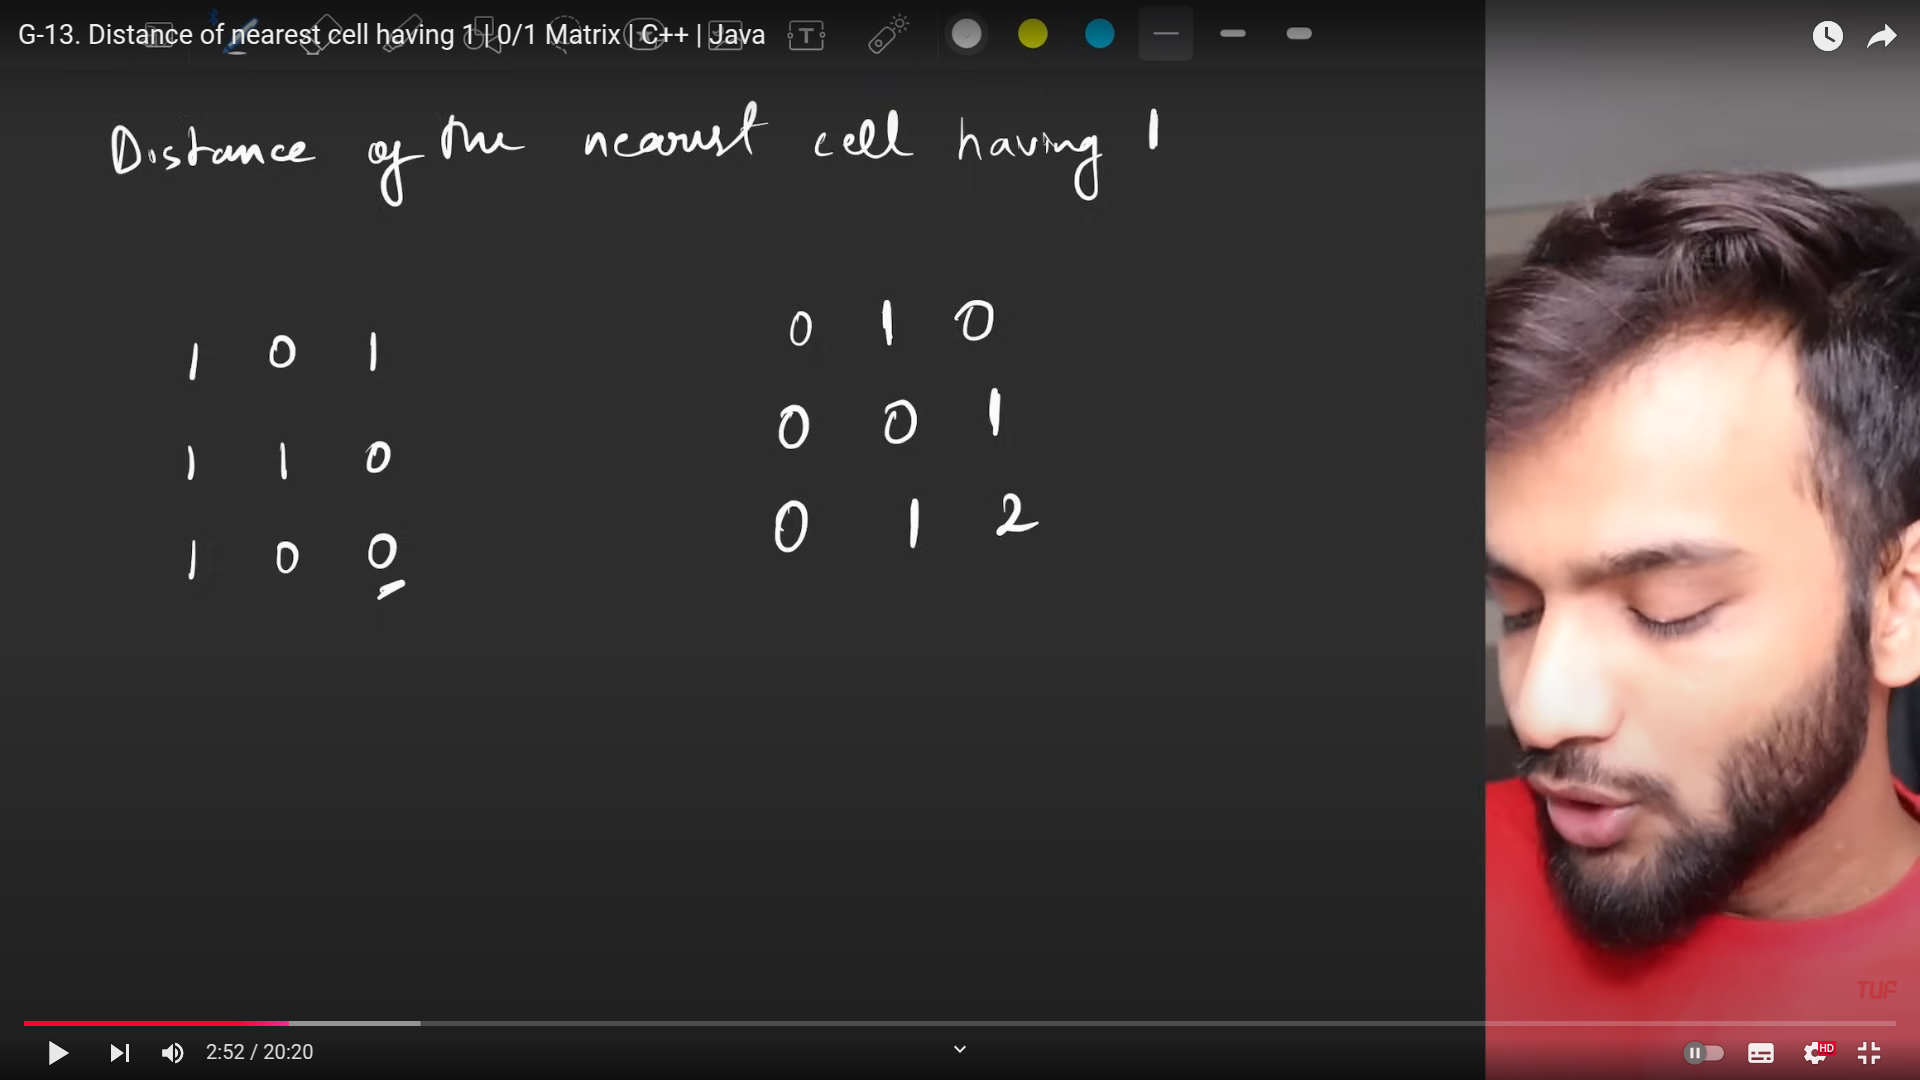 G-13. Distance of nearest cell having 1 | 0/1 Matrix | C++ | Java
Distance of the nearest cell having 1
1 0 1
1 1 0
1 0 0
0 1 0
0 0 1
0 1 2
TUF
2:52 / 20:20
HD